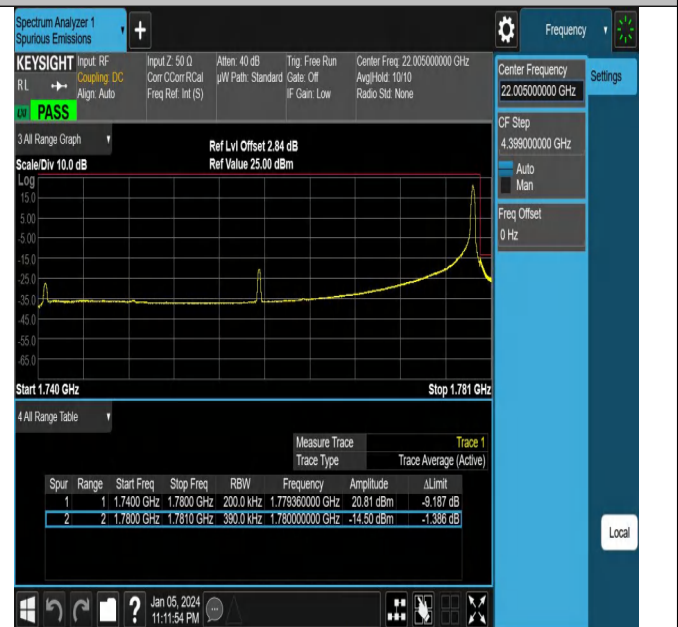 Spectrum Analyzer 1
Spurious Emissions
+
Frequency
KEYSIGHT
RL
PASS
Input: RF
Coupling: DC
Align: Auto
Input Z: 50 Ω
Corr CCorr RCal
Freq Ref: Int (S)
Atten: 40 dB
µW Path: Standard
Trig: Free Run
Gate: Off
IF Gain: Low
Center Freq: 22.005000000 GHz
Avg|Hold: 10/10
Radio Std: None
Center Frequency
22.005000000 GHz
Settings
CF Step
4.399000000 GHz
Auto
Man
Freq Offset
0 Hz
3 All Range Graph
Ref Lvl Offset 2.84 dB
Scale/Div 10.0 dB
Ref Value 25.00 dBm
Log
15.0
5.00
-5.00
-15.0
-25.0
-35.0
-45.0
-55.0
-65.0
Start 1.740 GHz
Stop 1.781 GHz
4 All Range Table
Measure Trace Trace 1
Trace Type Trace Average (Active)
Spur Range Start Freq Stop Freq RBW Frequency Amplitude ΔLimit
1 1 1.7400 GHz 1.7800 GHz 200.0 kHz 1.779360000 GHz 20.81 dBm -9.187 dB
2 2 1.7800 GHz 1.7810 GHz 390.0 kHz 1.780000000 GHz -14.50 dBm -1.386 dB
Local
?
Jan 05, 2024
11:11:54 PM